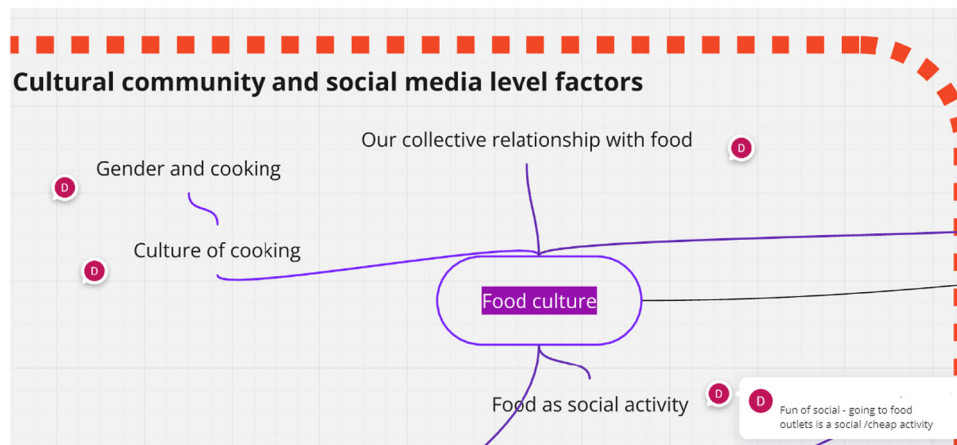 Cultural community and social media level factors
Our collective relationship with food
D
Gender and cooking
D
Culture of cooking
D
Food culture
Food as social activity
D
D
Fun of social - going to food
outlets is a social /cheap activity